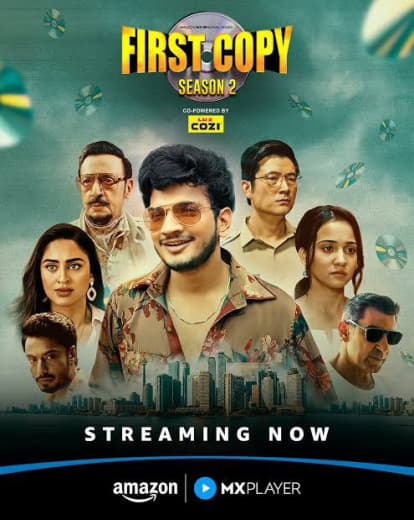 FIRST COPY
SEASON 2
CO-POWERED BY
LUX
COZI
STREAMING NOW
amazon | MXPLAYER